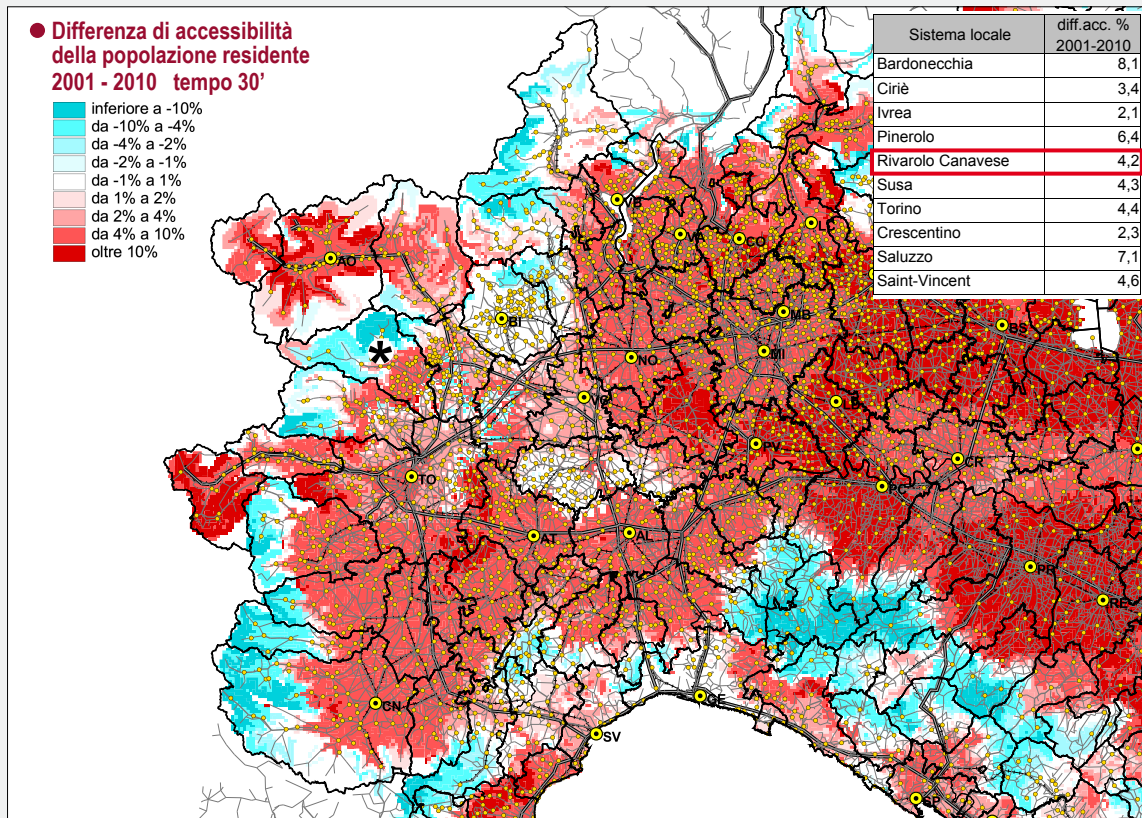 Differenza di accessibilità
della popolazione residente
2001 - 2010 tempo 30'
inferiore a -10%
da -10% a -4%
da -4% a -2%
da -2% a -1%
da -1% a 1%
da 1% a 2%
da 2% a 4%
da 4% a 10%
oltre 10%
Sistema locale diff.acc. % 2001-2010
Bardonecchia 8,1
Ciriè 3,4
Ivrea 2,1
Pinerolo 6,4
Rivarolo Canavese 4,2
Susa 4,3
Torino 4,4
Crescentino 2,3
Saluzzo 7,1
Saint-Vincent 4,6
VB
VA
CO
AO
BI
MB
BS
MI
NO
*
PV
CR
TO
AT
AL
PR
RE
GE
CN
SV
SP